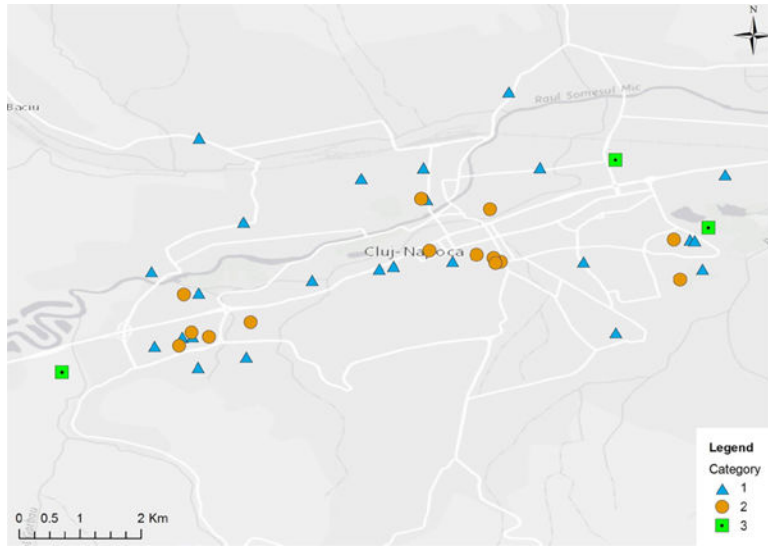 N
Raul Somesul Mic
Baciu
Cluj-Napoca
Legend
Category
1
2
3
0 0.5 1 2 Km